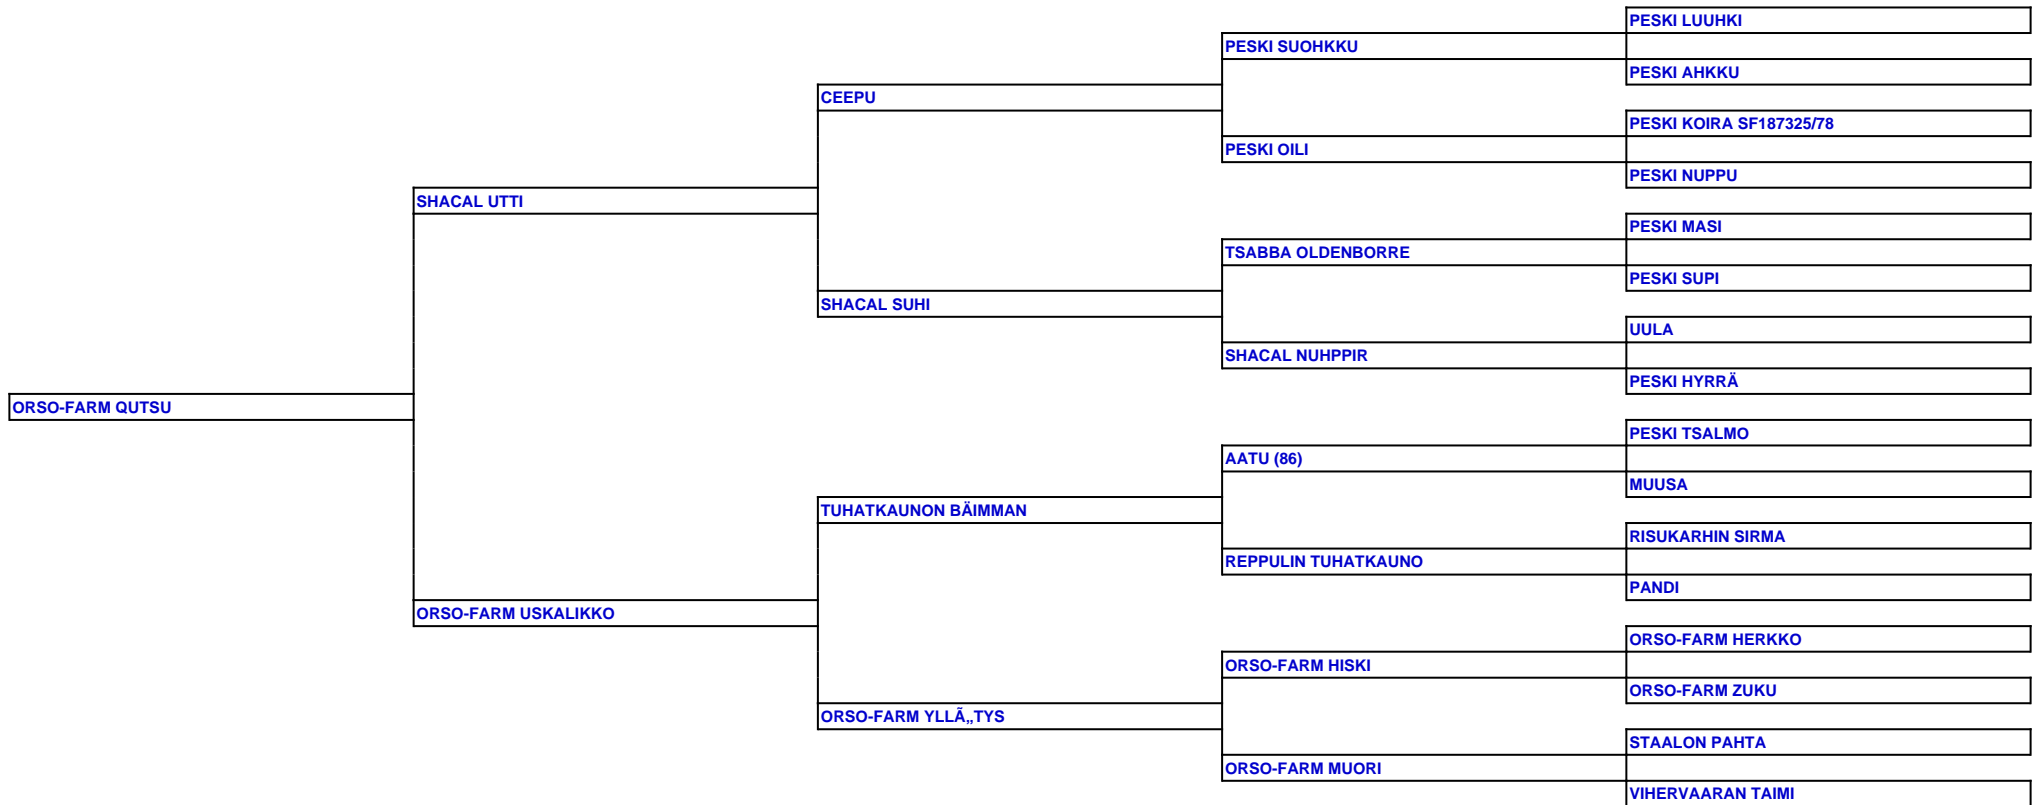 PESKI LUUHKI
PESKI SUOHKKU
PESKI AHKKU
CEEPU
PESKI KOIRA SF187325/78
PESKI OILI
PESKI NUPPU
SHACAL UTTI
PESKI MASI
TSABBA OLDENBORRE
PESKI SUPI
SHACAL SUHI
UULA
SHACAL NUHPPIR
PESKI HYRRÄ
ORSO-FARM QUTSU
PESKI TSALMO
AATU (86)
MUUSA
TUHATKAUNON BÄIMMAN
RISUKARHIN SIRMA
REPPULIN TUHATKAUNO
PANDI
ORSO-FARM USKALIKKO
ORSO-FARM HERKKO
ORSO-FARM HISKI
ORSO-FARM ZUKU
ORSO-FARM YLLÃ„TYS
STAALON PAHTA
ORSO-FARM MUORI
VIHERVAARAN TAIMI